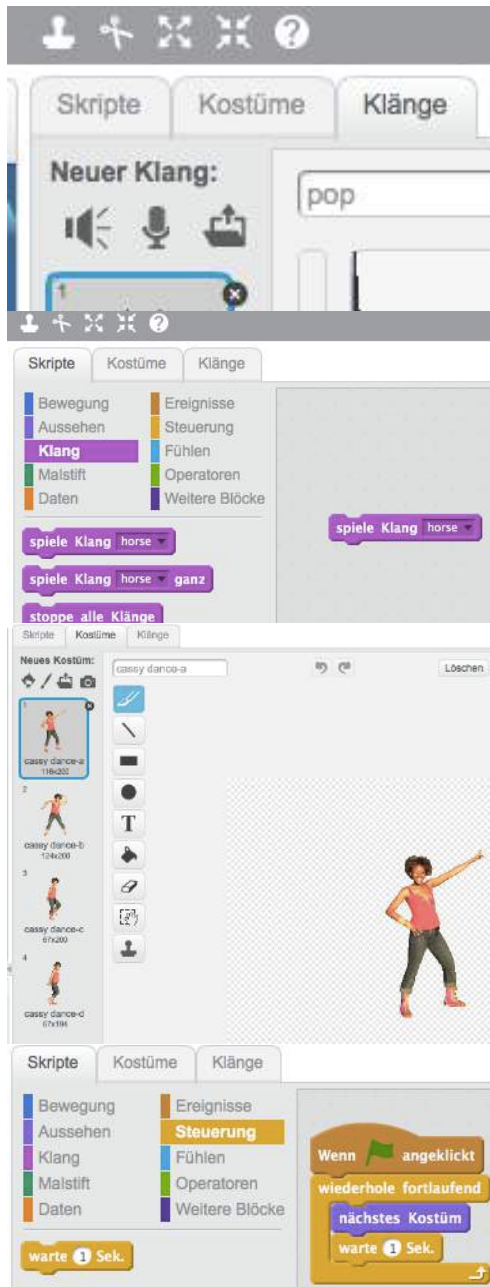 ?
Skripte Kostüme Klänge
Neuer Klang:
pop
1
?
Skripte Kostüme Klänge
Bewegung Ereignisse
Aussehen Steuerung
Klang Fühlen
Malstift Operatoren
Daten Weitere Blöcke
spiele Klang horse
spiele Klang horse
spiele Klang horse ganz
stoppe alle Klänge
Skripte Kostüme Klänge
Neues Kostüm:
cassy dance-a
Löschen
1
cassy dance-a
116x200
2
cassy dance-b
124x200
3
cassy dance-c
67x200
4
cassy dance-d
67x194
T
Skripte Kostüme Klänge
Bewegung Ereignisse
Aussehen Steuerung
Klang Fühlen
Malstift Operatoren
Daten Weitere Blöcke
warte 1 Sek.
Wenn angeklickt
wiederhole fortlaufend
nächstes Kostüm
warte 1 Sek.